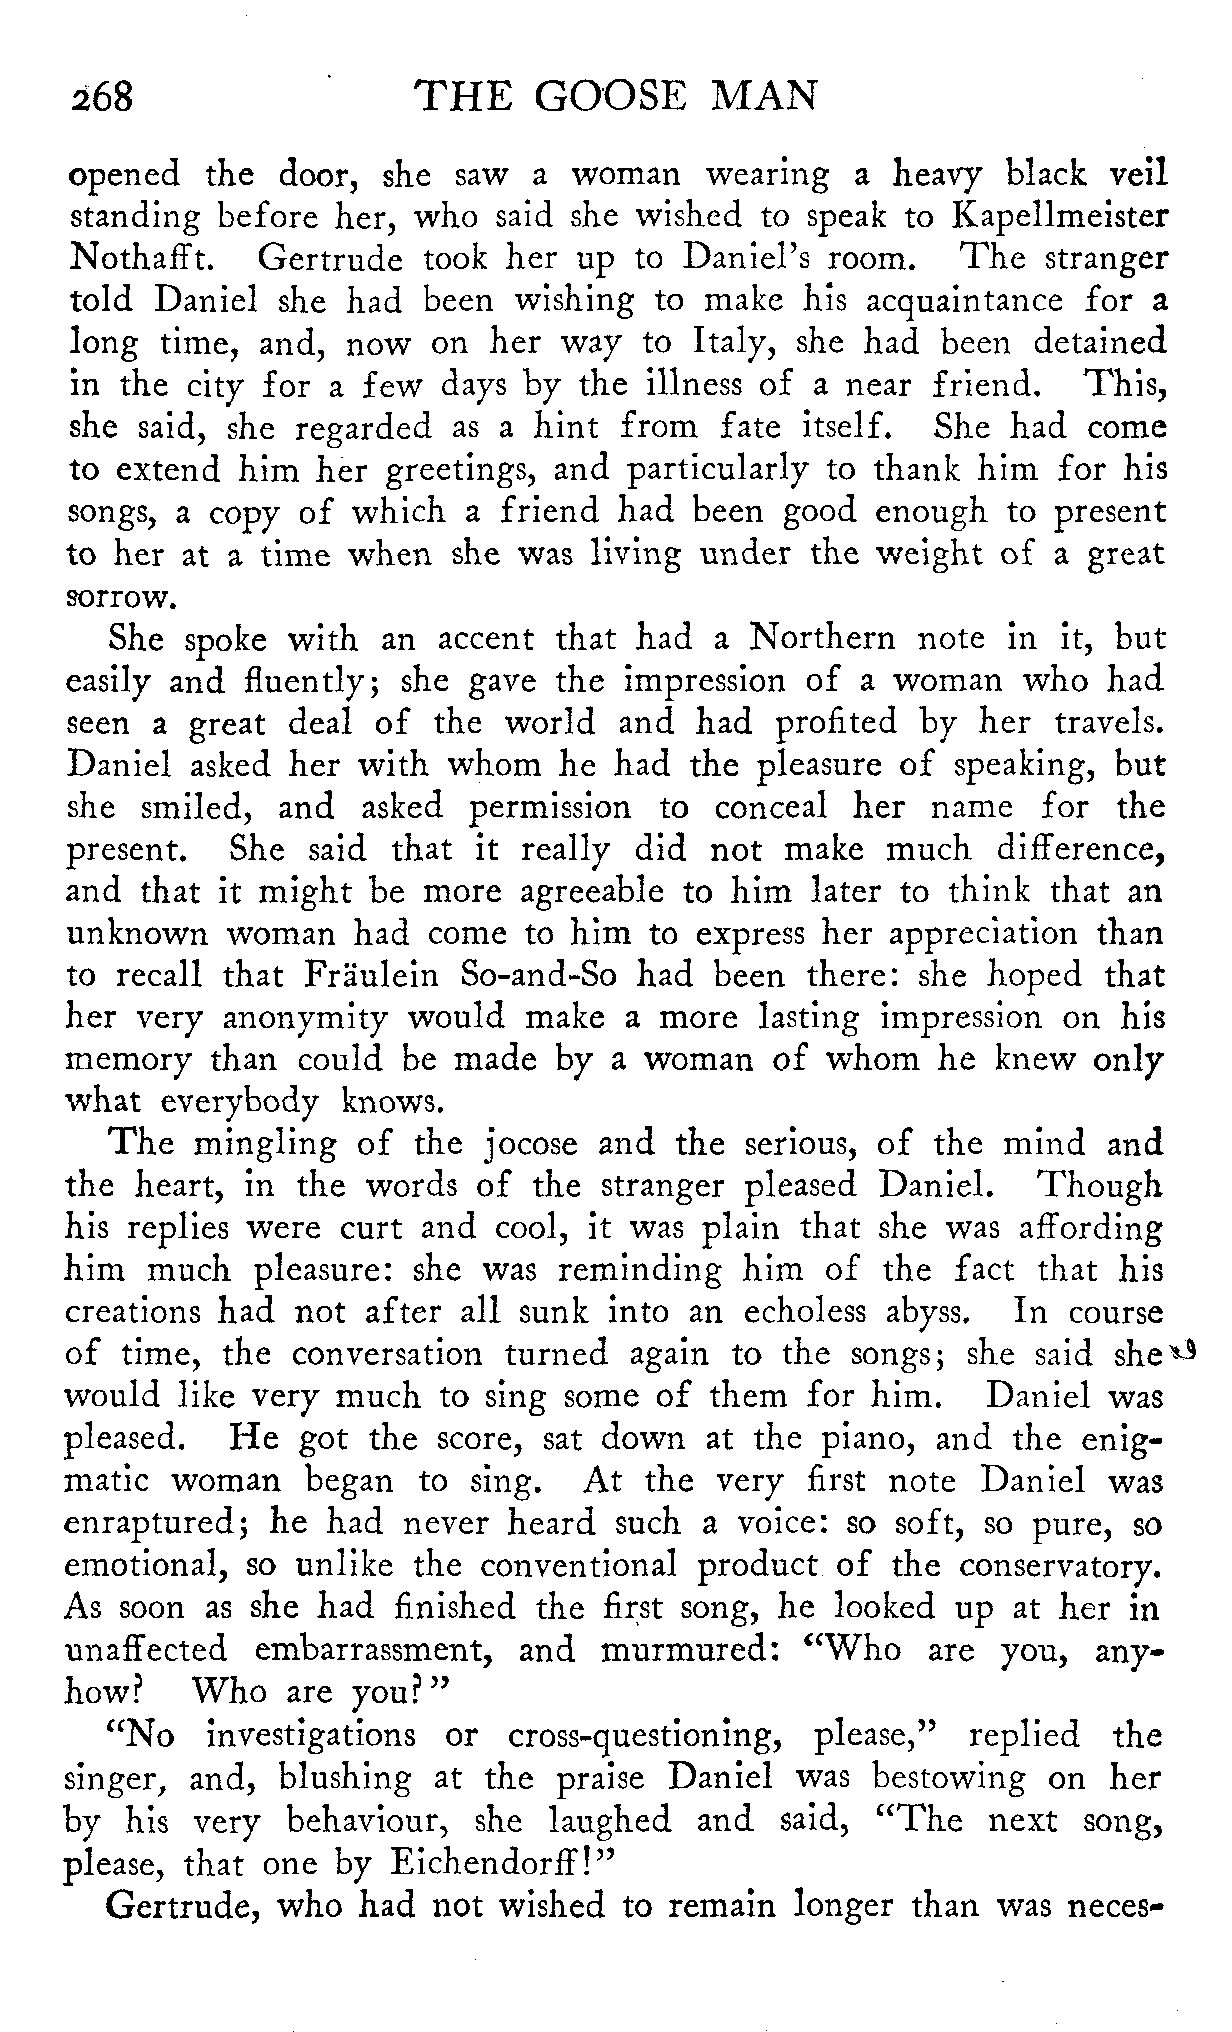 268 THE GOOSE MAN
opened the door, she saw a woman wearing a heavy black veil
standing before her, who said she wished to speak to Kapellmeister
Nothafft. Gertrude took her up to Daniel's room. The stranger
told Daniel she had been wishing to make his acquaintance for a
long time, and, now on her way to Italy, she had been detained
in the city for a few days by the illness of a near friend. This,
she said, she regarded as a hint from fate itself. She had come
to extend him her greetings, and particularly to thank him for his
songs, a copy of which a friend had been good enough to present
to her at a time when she was living under the weight of a great
sorrow.
She spoke with an accent that had a Northern note in it, but
easily and fluently; she gave the impression of a woman who had
seen a great deal of the world and had profited by her travels.
Daniel asked her with whom he had the pleasure of speaking, but
she smiled, and asked permission to conceal her name for the
present. She said that it really did not make much difference,
and that it might be more agreeable to him later to think that an
unknown woman had come to him to express her appreciation than
to recall that Fräulein So-and-So had been there: she hoped that
her very anonymity would make a more lasting impression on his
memory than could be made by a woman of whom he knew only
what everybody knows.
The mingling of the jocose and the serious, of the mind and
the heart, in the words of the stranger pleased Daniel. Though
his replies were curt and cool, it was plain that she was affording
him much pleasure: she was reminding him of the fact that his
creations had not after all sunk into an echoless abyss. In course
of time, the conversation turned again to the songs; she said she
would like very much to sing some of them for him. Daniel was
pleased. He got the score, sat down at the piano, and the enig-
matic woman began to sing. At the very first note Daniel was
enraptured; he had never heard such a voice: so soft, so pure, so
emotional, so unlike the conventional product of the conservatory.
As soon as she had finished the first song, he looked up at her in
unaffected embarrassment, and murmured: "Who are you, any-
how? Who are you?"
"No investigations or cross-questioning, please," replied the
singer, and, blushing at the praise Daniel was bestowing on her
by his very behaviour, she laughed and said, "The next song,
please, that one by Eichendorff!"
Gertrude, who had not wished to remain longer than was neces-